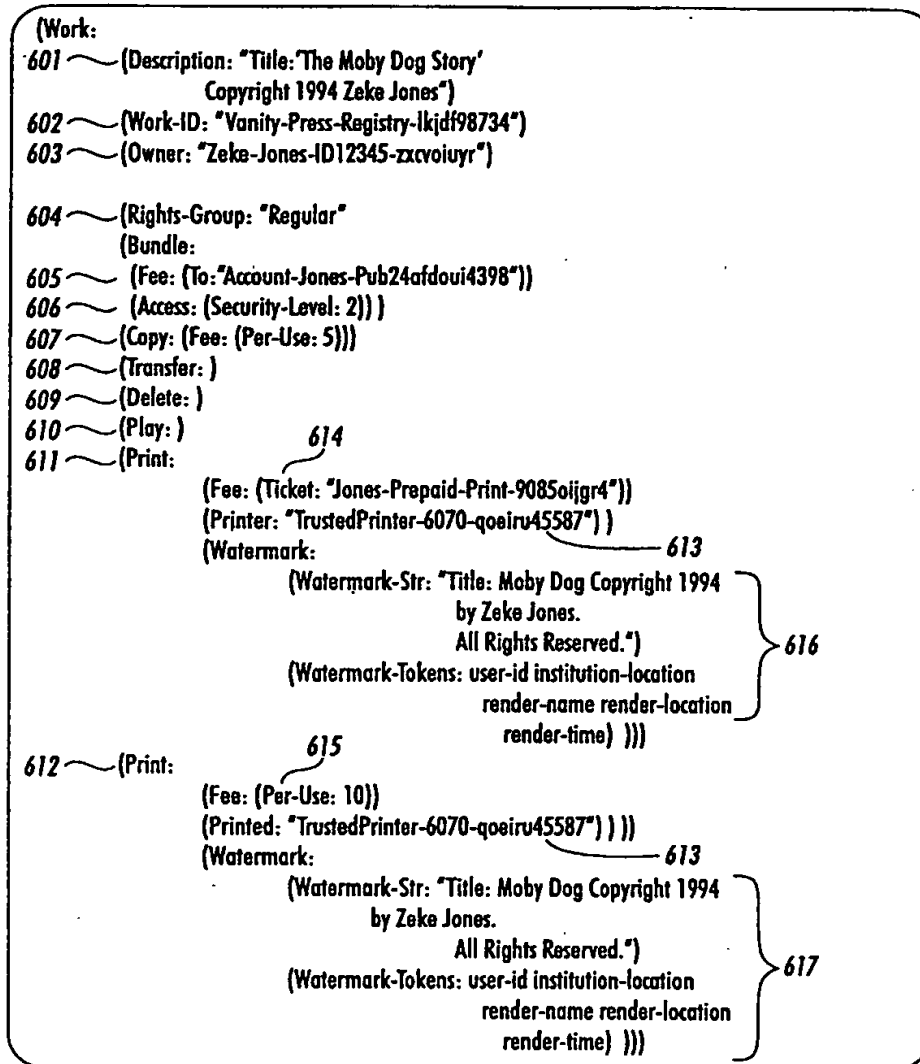 (Work:
601 (Description: "Title:'The Moby Dog Story'
Copyright 1994 Zeke Jones")
602 (Work-ID: "Vanity-Press-Registry-lkjdf98734")
603 (Owner: "Zeke-Jones-ID12345-zxcvoiuyr")
604 (Rights-Group: "Regular"
(Bundle:
605 (Fee: (To:"Account-Jones-Pub24afdoui4398"))
606 (Access: (Security-Level: 2)) )
607 (Copy: (Fee: (Per-Use: 5)))
608 (Transfer: )
609 (Delete: )
610 (Play: )
614
611 (Print:
(Fee: (Ticket: "Jones-Prepaid-Print-9085oijgr4"))
(Printer: "TrustedPrinter-6070-qoeiru45587") )
(Watermark: 613
(Watermark-Str: "Title: Moby Dog Copyright 1994
by Zeke Jones.
All Rights Reserved.") 616
(Watermark-Tokens: user-id institution-location
render-name render-location
render-time) )))
615
612 (Print:
(Fee: (Per-Use: 10))
(Printed: "TrustedPrinter-6070-qoeiru45587") ) ))
(Watermark: 613
(Watermark-Str: "Title: Moby Dog Copyright 1994
by Zeke Jones.
All Rights Reserved.") 617
(Watermark-Tokens: user-id institution-location
render-name render-location
render-time) )))